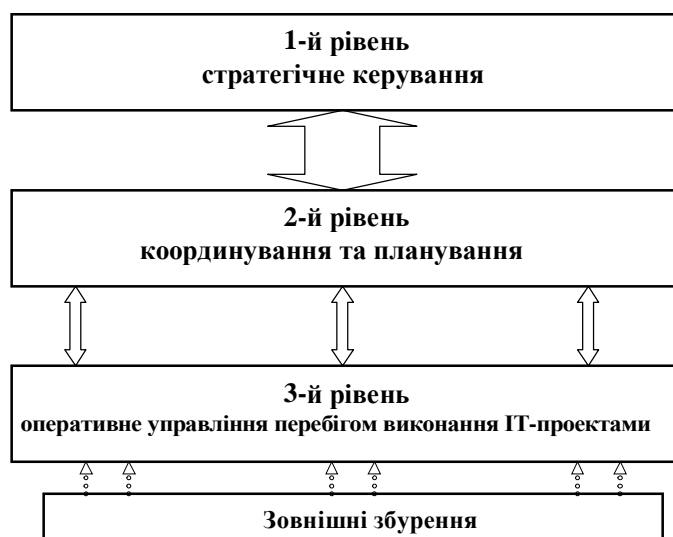 1-й рівень
стратегічне керування
2-й рівень
координування та планування
3-й рівень
оперативне управління перебігом виконання ІТ-проектами
Зовнішні збурення